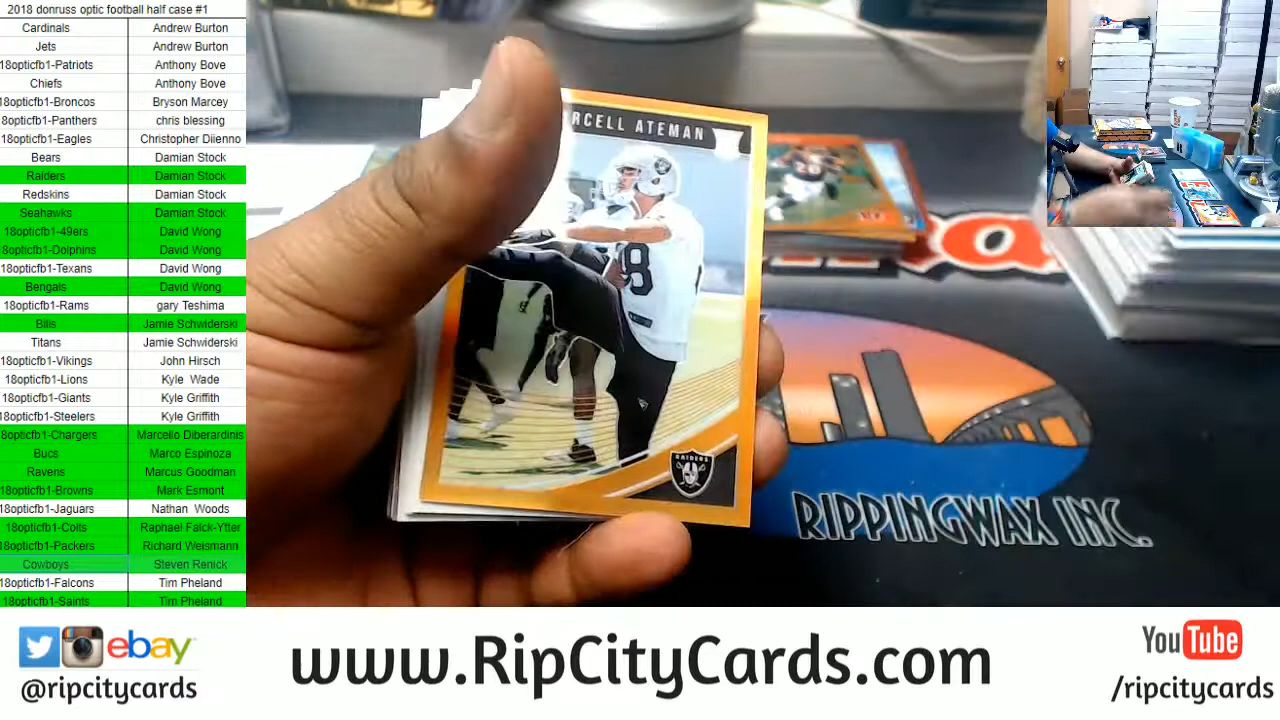 2018 donruss optic football half case #1
Cardinals Andrew Burton
Jets Andrew Burton
18opticfb1-Patriots Anthony Bove
Chiefs Anthony Bove
18opticfb1-Broncos Bryson Marcey
8opticfb1-Panthers chris blessing
18opticfb1-Eagles Christopher Diienno
Bears Damian Stock
Raiders Damian Stock
Redskins Damian Stock
Seahawks Damian Stock
18opticfb1-49ers David Wong
8opticfb1-Dolphins David Wong
18opticfb1-Texans David Wong
Bengals David Wong
18opticfb1-Rams gary Teshima
Bills Jamie Schwiderski
Titans Jamie Schwiderski
18opticfb1-Vikings John Hirsch
18opticfb1-Lions Kyle Wade
18opticfb1-Giants Kyle Griffith
18opticfb1-Steelers Kyle Griffith
8opticfb1-Chargers Marcello Diberardinis
Bucs Marco Espinoza
Ravens Marcus Goodman
18opticfb1-Browns Mark Esmont
18opticfb1-Jaguars Nathan Woods
18opticfb1-Colts Raphael Falck-Ytter
18opticfb1-Packers Richard Weismann
Cowboys Steven Renick
18opticfb1-Falcons Tim Pheland
18opticfb1-Saints Tim Pheland
RCELL ATEMAN
8
RAIDERS
RIPPINGWAX INC.
ebay
@ripcitycards
www.RipCityCards.com
YouTube
/ripcitycards